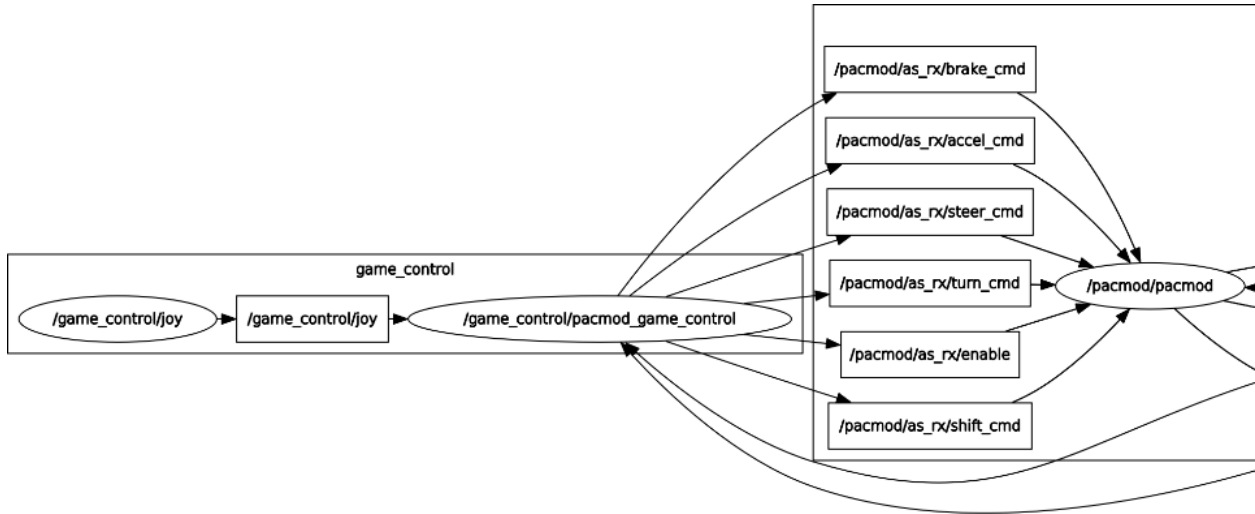 game_control
/game_control/joy
/game_control/joy
/game_control/pacmod_game_control
/pacmod/as_rx/brake_cmd
/pacmod/as_rx/accel_cmd
/pacmod/as_rx/steer_cmd
/pacmod/as_rx/turn_cmd
/pacmod/as_rx/enable
/pacmod/as_rx/shift_cmd
/pacmod/pacmod